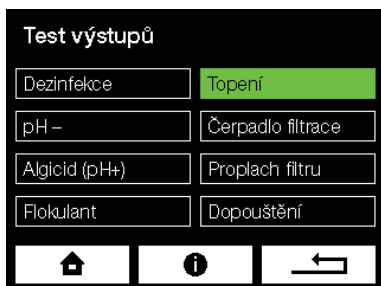 Test výstupů
Dezinfekce
Topení
pH –
Čerpadlo filtrace
Algicid (pH+)
Proplach filtru
Flokulant
Dopouštění